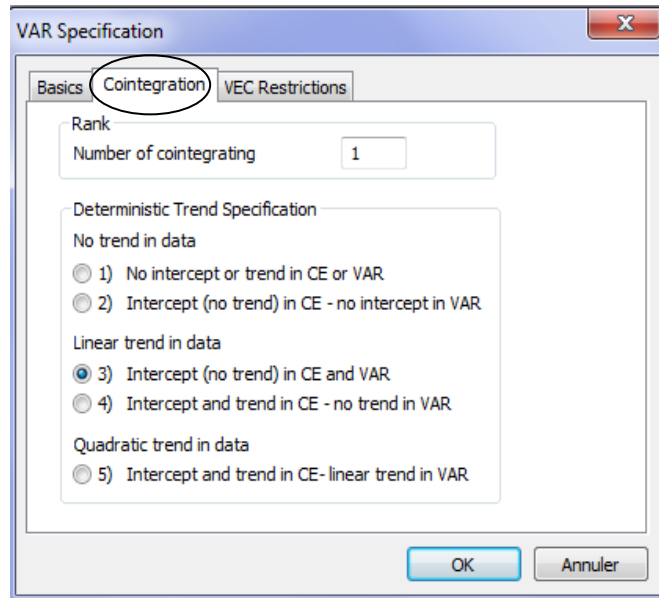 VAR Specification
Basics Cointegration VEC Restrictions
Rank
Number of cointegrating 1
Deterministic Trend Specification
No trend in data
1) No intercept or trend in CE or VAR
2) Intercept (no trend) in CE - no intercept in VAR
Linear trend in data
3) Intercept (no trend) in CE and VAR
4) Intercept and trend in CE - no trend in VAR
Quadratic trend in data
5) Intercept and trend in CE- linear trend in VAR
OK Annuler